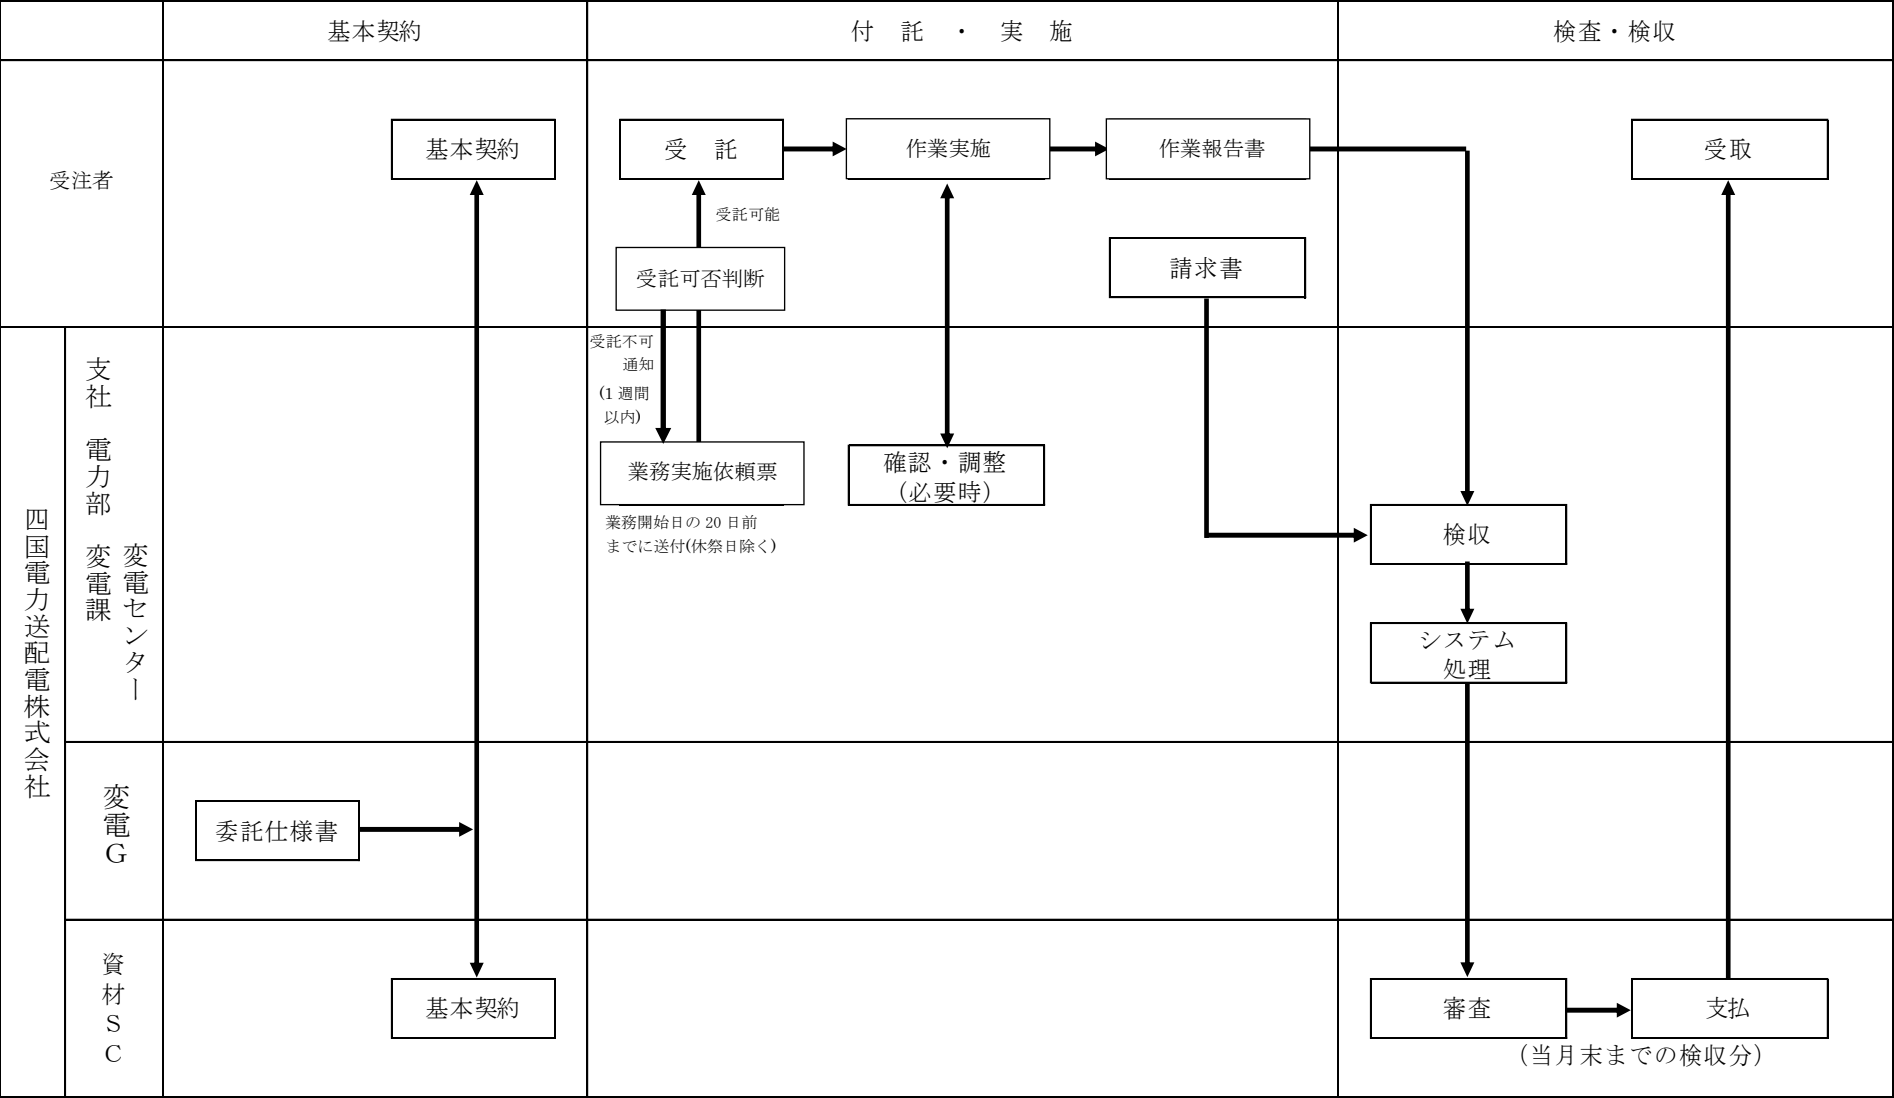 基本契約
付　託　・　実　施
検査・検収
受注者
基本契約
受　託
作業実施
作業報告書
受取
受託可能
受託可否判断
請求書
四国電力送配電株式会社
支社　電力部　変電課
変電センター
受託不可
通知
(1 週間
以内)
業務実施依頼票
業務開始日の 20 日前
までに送付(休祭日除く)
確認・調整
（必要時）
検収
システム
処理
変電G
委託仕様書
資材SC
基本契約
審査
支払
（当月末までの検収分）